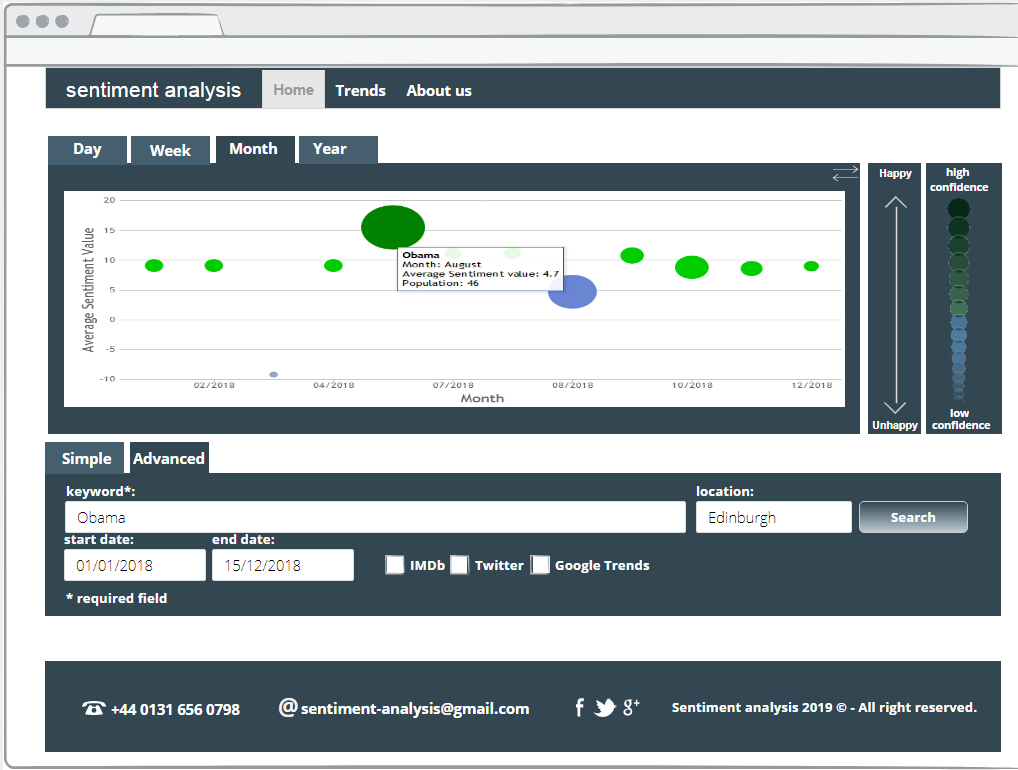 sentiment analysis Home Trends About us
Day Week Month Year
Happy
high
confidence
20
15
10
5
0
-5
-10
Average Sentiment Value
Obama
Month: August
Average Sentiment value: 4.7
Population: 46
02/2018 04/2018 07/2018 08/2018 10/2018 12/2018
Month
Unhappy
low
confidence
Simple Advanced
keyword*: location:
Obama Edinburgh Search
start date: end date:
01/01/2018 15/12/2018 IMDb Twitter Google Trends
* required field
+44 0131 656 0798 @ sentiment-analysis@gmail.com f g+ Sentiment analysis 2019 © - All right reserved.